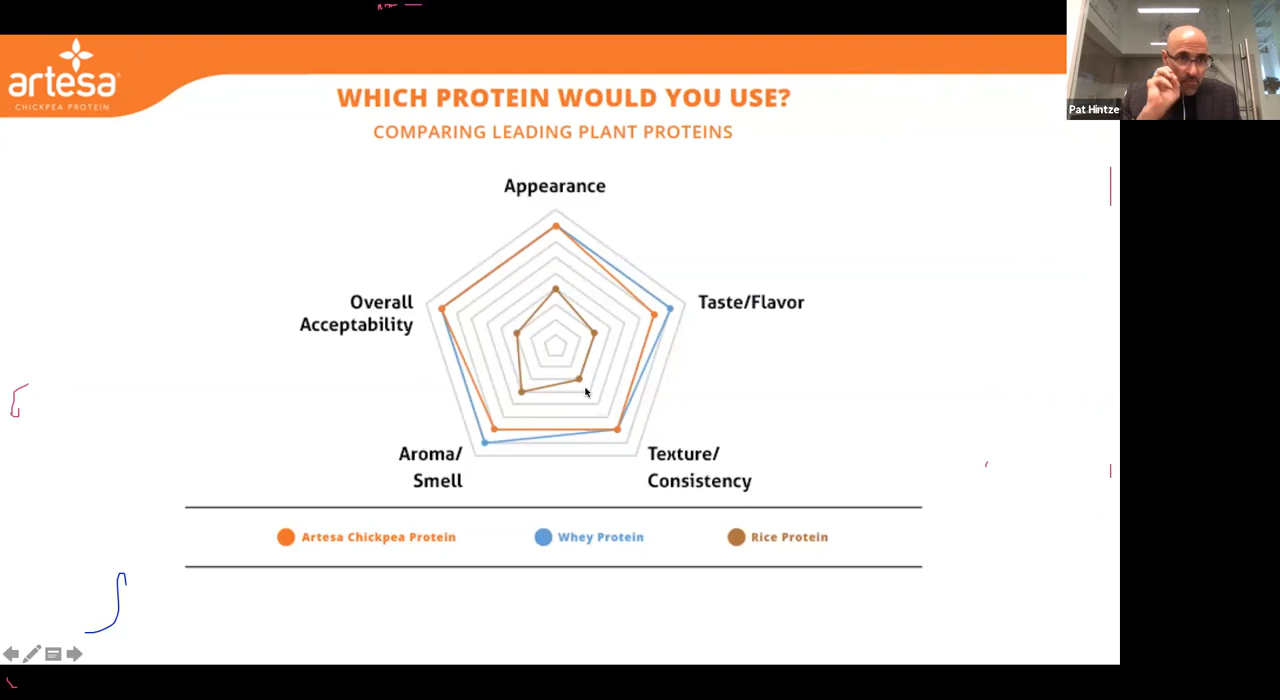 artesa
CHICKPEA PROTEIN
WHICH PROTEIN WOULD YOU USE?
COMPARING LEADING PLANT PROTEINS
Pat Hintze
Appearance
Overall
Acceptability
Taste/Flavor
Aroma/
Smell
Texture/
Consistency
Artesa Chickpea Protein
Whey Protein
Rice Protein